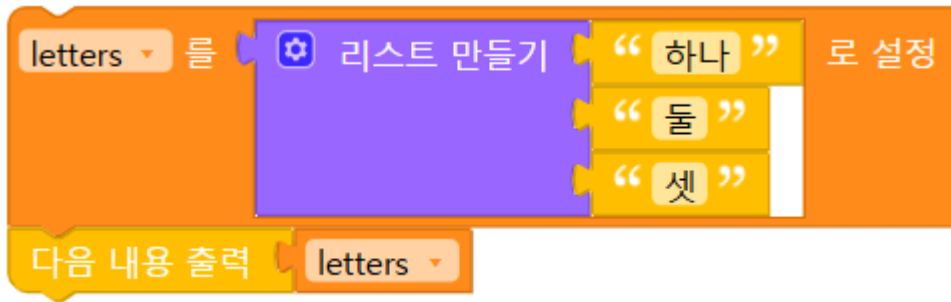 letters 를 리스트 만들기 “ 하나 ” 로 설정
“ 둘 ”
“ 셋 ”
다음 내용 출력 letters